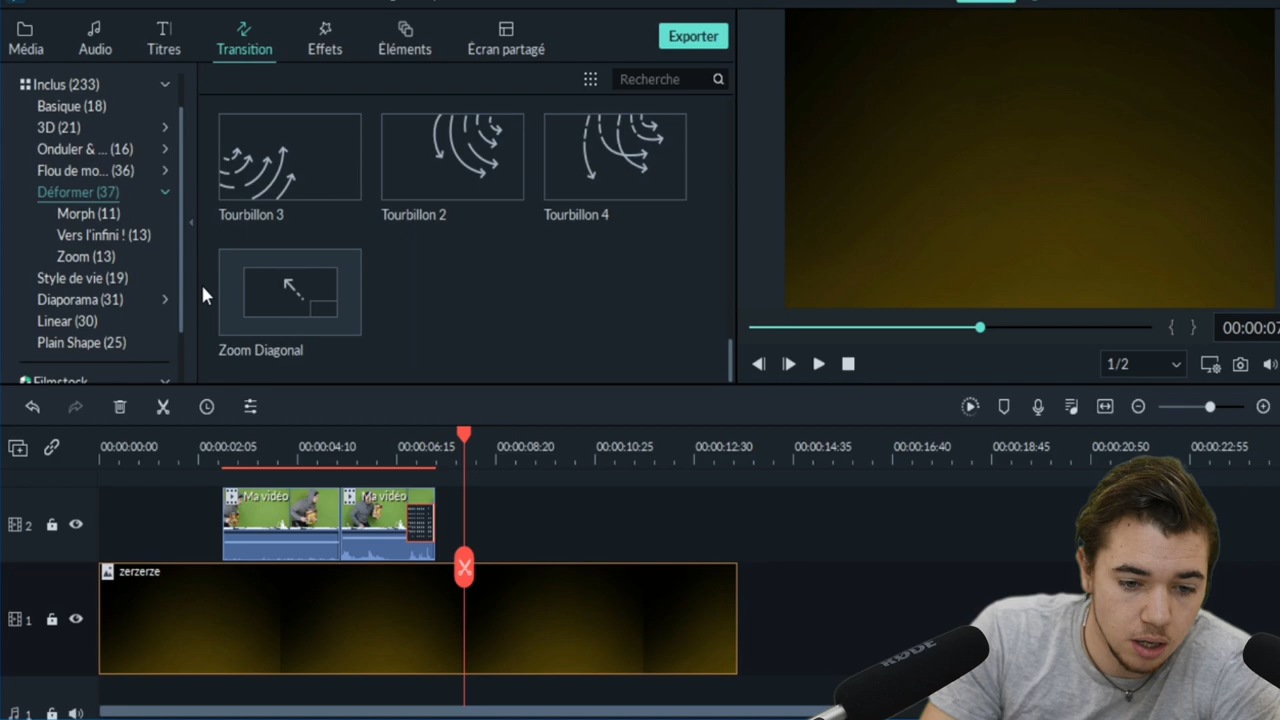 Média
Audio
Titres
Transition
Effets
Éléments
Écran partagé
Exporter
Inclus (233)
Basique (18)
3D (21)
Onduler & ... (16)
Flou de mo... (36)
Déformer (37)
Morph (11)
Vers l'infini ! (13)
Zoom (13)
Style de vie (19)
Diaporama (31)
Linear (30)
Plain Shape (25)
Filmstock
Recherche
Tourbillon 3
Tourbillon 2
Tourbillon 4
Zoom Diagonal
{ }
00:00:07
1/2
00:00:00:00
00:00:02:05
00:00:04:10
00:00:06:15
00:00:08:20
00:00:10:25
00:00:12:30
00:00:14:35
00:00:16:40
00:00:18:45
00:00:20:50
00:00:22:55
2
Ma vidéo
Ma vidéo
1
zerzerze
1
RØDE